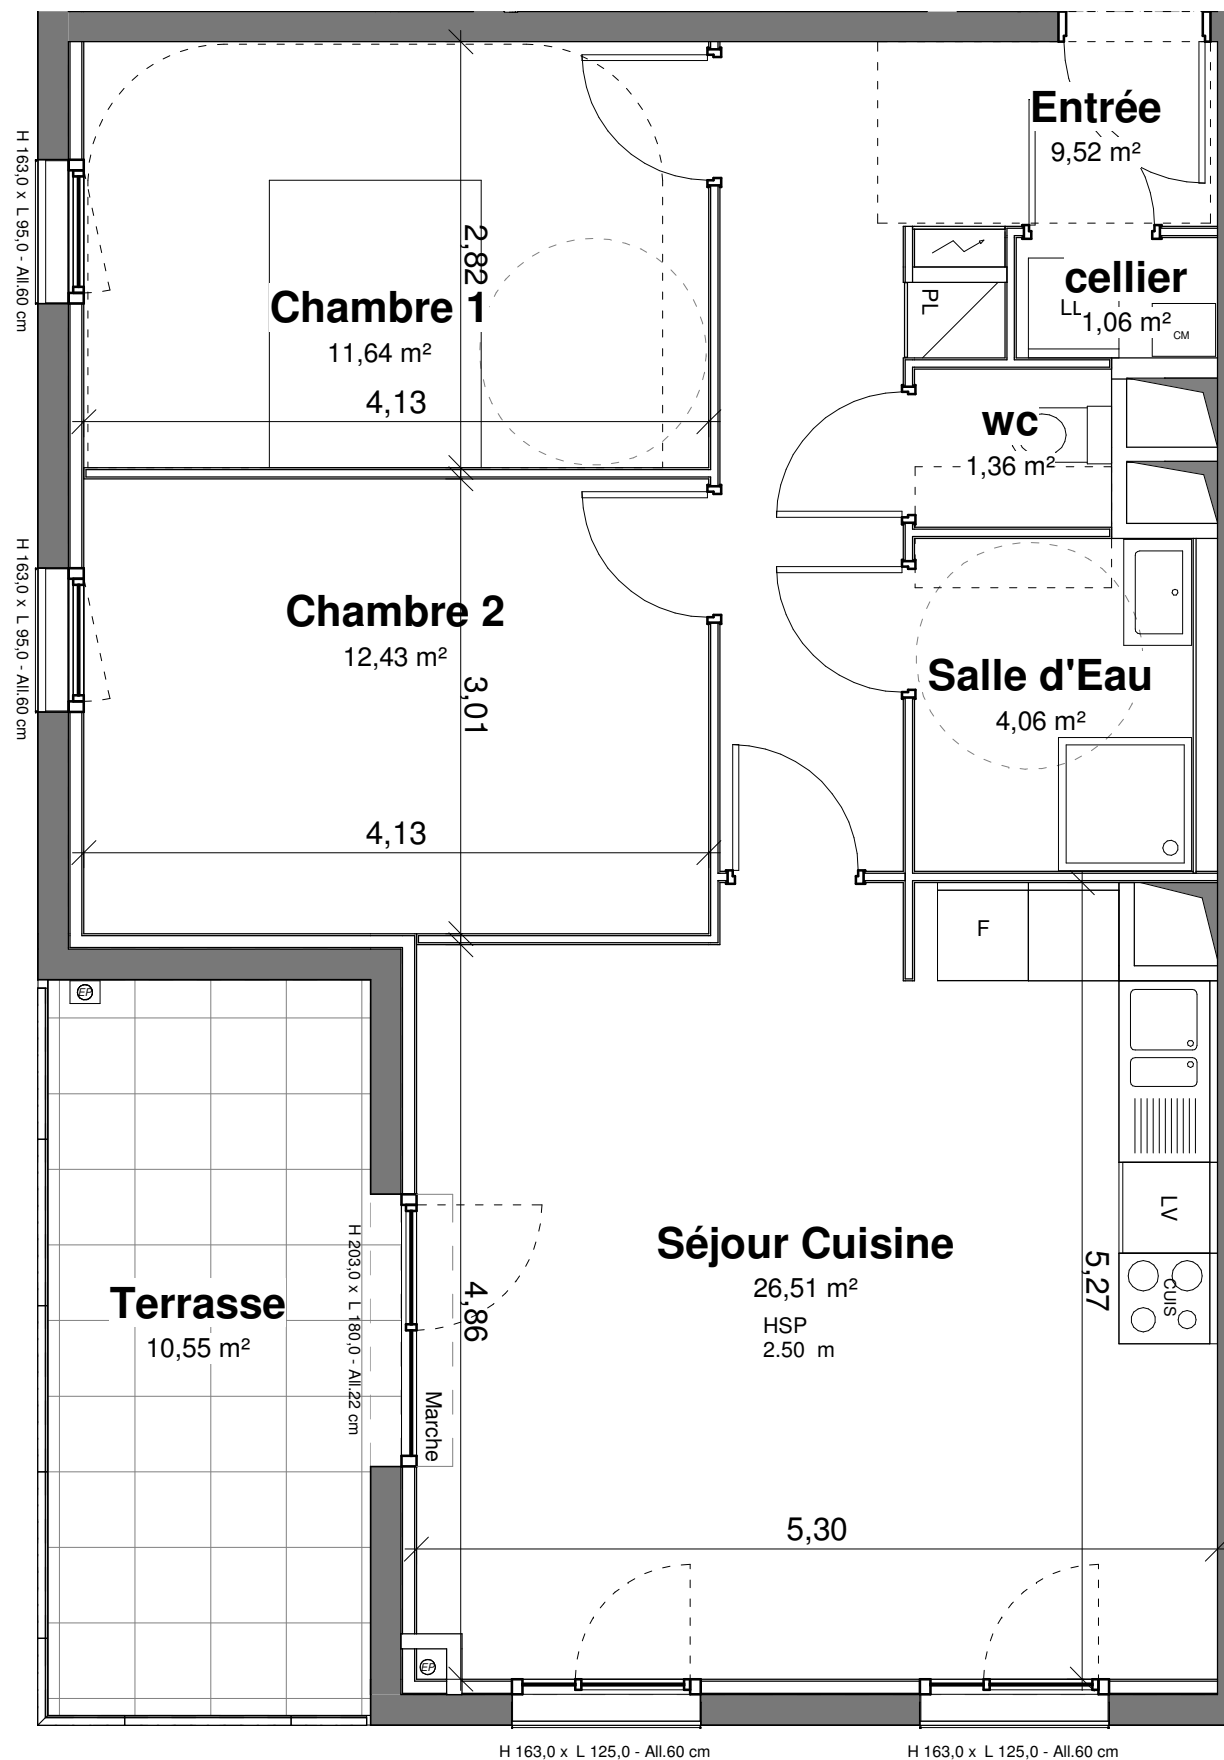 Entrée
9,52 m²
H 163,0 x L 95,0 - All.60 cm
2,82
Chambre 1
11,64 m²
4,13
PL
cellier
LL
1,06 m²
CM
wc
1,36 m²
H 163,0 x L 95,0 - All.60 cm
Chambre 2
12,43 m²
3,01
4,13
Salle d'Eau
4,06 m²
F
EP
LV
CUIS
Séjour Cuisine
26,51 m²
HSP
2.50 m
5,27
4,86
Terrasse
10,55 m²
H 203,0 x L 180,0 - All.22 cm
Marche
5,30
EP
H 163,0 x L 125,0 - All.60 cm
H 163,0 x L 125,0 - All.60 cm